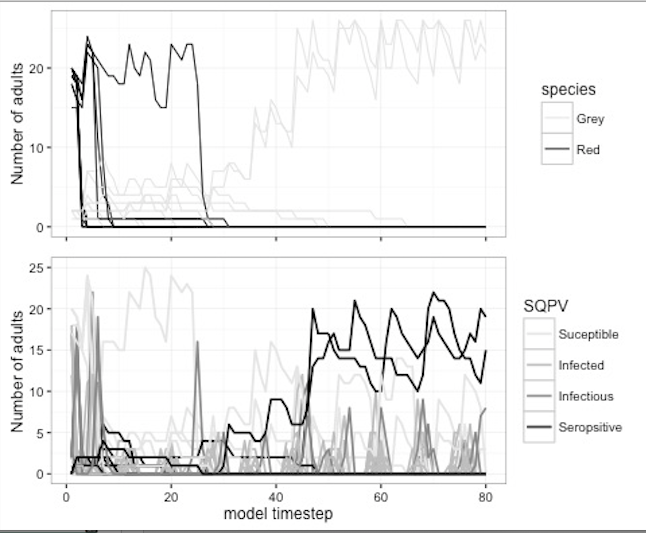 20
10
0
Number of adults
species
Grey
Red
25
20
15
10
5
0
Number of adults
0
20
40
60
80
model timestep
SQPV
Suceptible
Infected
Infectious
Seropsitive